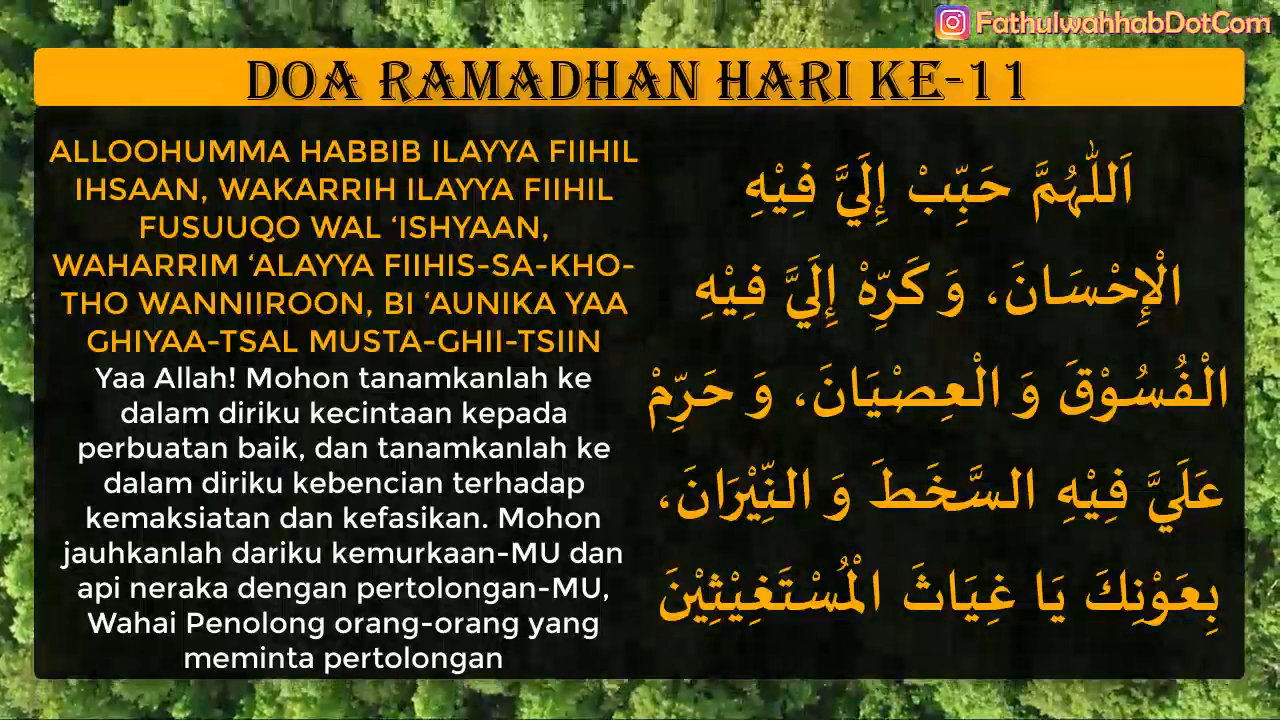 FathulwahhabDotCom
DOA RAMADHAN HARI KE-11
ALLOOHUMMA HABBIB ILAYYA FIIHIL
IHSAAN, WAKARRIH ILAYYA FIIHIL
FUSUUQO WAL ‘ISHYAAN,
WAHARRIM ‘ALAYYA FIIHIS-SA-KHO-
THO WANNIIROON, BI ‘AUNIKA YAA
GHIYAA-TSAL MUSTA-GHII-TSIIN
Yaa Allah! Mohon tanamkanlah ke
dalam diriku kecintaan kepada
perbuatan baik, dan tanamkanlah ke
dalam diriku kebencian terhadap
kemaksiatan dan kefasikan. Mohon
jauhkanlah dariku kemurkaan-MU dan
api neraka dengan pertolongan-MU,
Wahai Penolong orang-orang yang
meminta pertolongan
اَللّٰهُمَّ حَبِّبْ إِلَيَّ فِيْهِ
الْإِحْسَانَ، وَ كَرِّهْ إِلَيَّ فِيْهِ
الْفُسُوْقَ وَ الْعِصْيَانَ، وَ حَرِّمْ
عَلَيَّ فِيْهِ السَّخَطَ وَ النِّيْرَانَ،
بِعَوْنِكَ يَا غِيَاثَ الْمُسْتَغِيْثِيْنَ